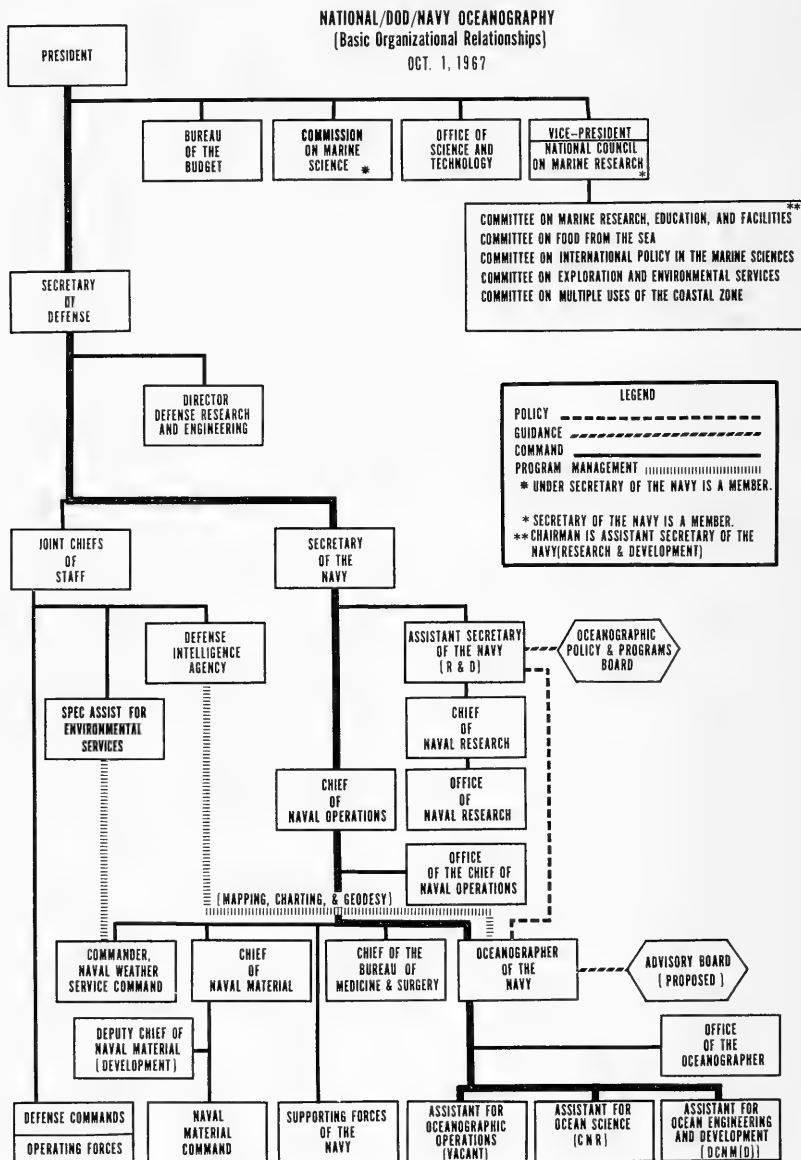 NATIONAL/DOD/NAVY OCEANOGRAPHY
(Basic Organizational Relationships)
OCT. 1, 1967
PRESIDENT
BUREAU
OF THE
BUDGET
COMMISSION
ON MARINE
SCIENCE *
OFFICE OF
SCIENCE AND
TECHNOLOGY
VICE-PRESIDENT
NATIONAL COUNCIL
ON MARINE RESEARCH
*
**
COMMITTEE ON MARINE RESEARCH, EDUCATION, AND FACILITIES
COMMITTEE ON FOOD FROM THE SEA
COMMITTEE ON INTERNATIONAL POLICY IN THE MARINE SCIENCES
COMMITTEE ON EXPLORATION AND ENVIRONMENTAL SERVICES
COMMITTEE ON MULTIPLE USES OF THE COASTAL ZONE
SECRETARY
OF
DEFENSE
DIRECTOR
DEFENSE RESEARCH
AND ENGINEERING
LEGEND
POLICY
GUIDANCE
COMMAND
PROGRAM MANAGEMENT
* UNDER SECRETARY OF THE NAVY IS A MEMBER.
* SECRETARY OF THE NAVY IS A MEMBER.
** CHAIRMAN IS ASSISTANT SECRETARY OF THE
NAVY(RESEARCH & DEVELOPMENT)
JOINT CHIEFS
OF
STAFF
SECRETARY
OF THE
NAVY
DEFENSE
INTELLIGENCE
AGENCY
ASSISTANT SECRETARY
OF THE NAVY
(R & D)
OCEANOGRAPHIC
POLICY & PROGRAMS
BOARD
SPEC ASSIST FOR
ENVIRONMENTAL
SERVICES
CHIEF
OF
NAVAL RESEARCH
CHIEF
OF
NAVAL OPERATIONS
OFFICE
OF
NAVAL RESEARCH
OFFICE
OF THE CHIEF OF
NAVAL OPERATIONS
(MAPPING, CHARTING, & GEODESY)
COMMANDER,
NAVAL WEATHER
SERVICE COMMAND
CHIEF
OF
NAVAL MATERIAL
CHIEF OF THE
BUREAU OF
MEDICINE & SURGERY
OCEANOGRAPHER
OF THE
NAVY
ADVISORY BOARD
(PROPOSED)
DEPUTY CHIEF OF
NAVAL MATERIAL
(DEVELOPMENT)
OFFICE
OF THE
OCEANOGRAPHER
DEFENSE COMMANDS
OPERATING FORCES
NAVAL
MATERIAL
COMMAND
SUPPORTING FORCES
OF THE
NAVY
ASSISTANT FOR
OCEANOGRAPHIC
OPERATIONS
(VACANT)
ASSISTANT FOR
OCEAN SCIENCE
(CNR)
ASSISTANT FOR
OCEAN ENGINEERING
AND DEVELOPMENT
(DCNM(D))